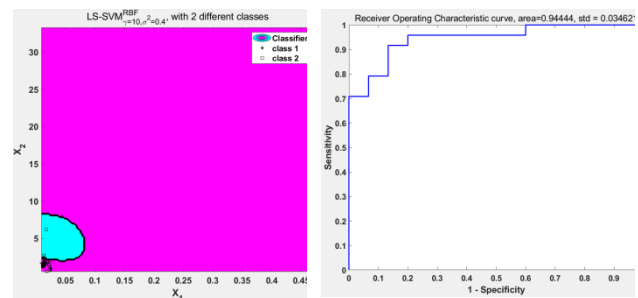 LS-SVM^RBF_γ=10,σ²=0.4, with 2 different classes
Classifier
class 1
class 2
X_2
30
25
20
15
10
5
0.05 0.1 0.15 0.2 0.25 0.3 0.35 0.4 0.45
X_1
Receiver Operating Characteristic curve, area=0.94444, std = 0.034621
Sensitivity
1
0.9
0.8
0.7
0.6
0.5
0.4
0.3
0.2
0.1
0
0 0.1 0.2 0.3 0.4 0.5 0.6 0.7 0.8 0.9
1 - Specificity